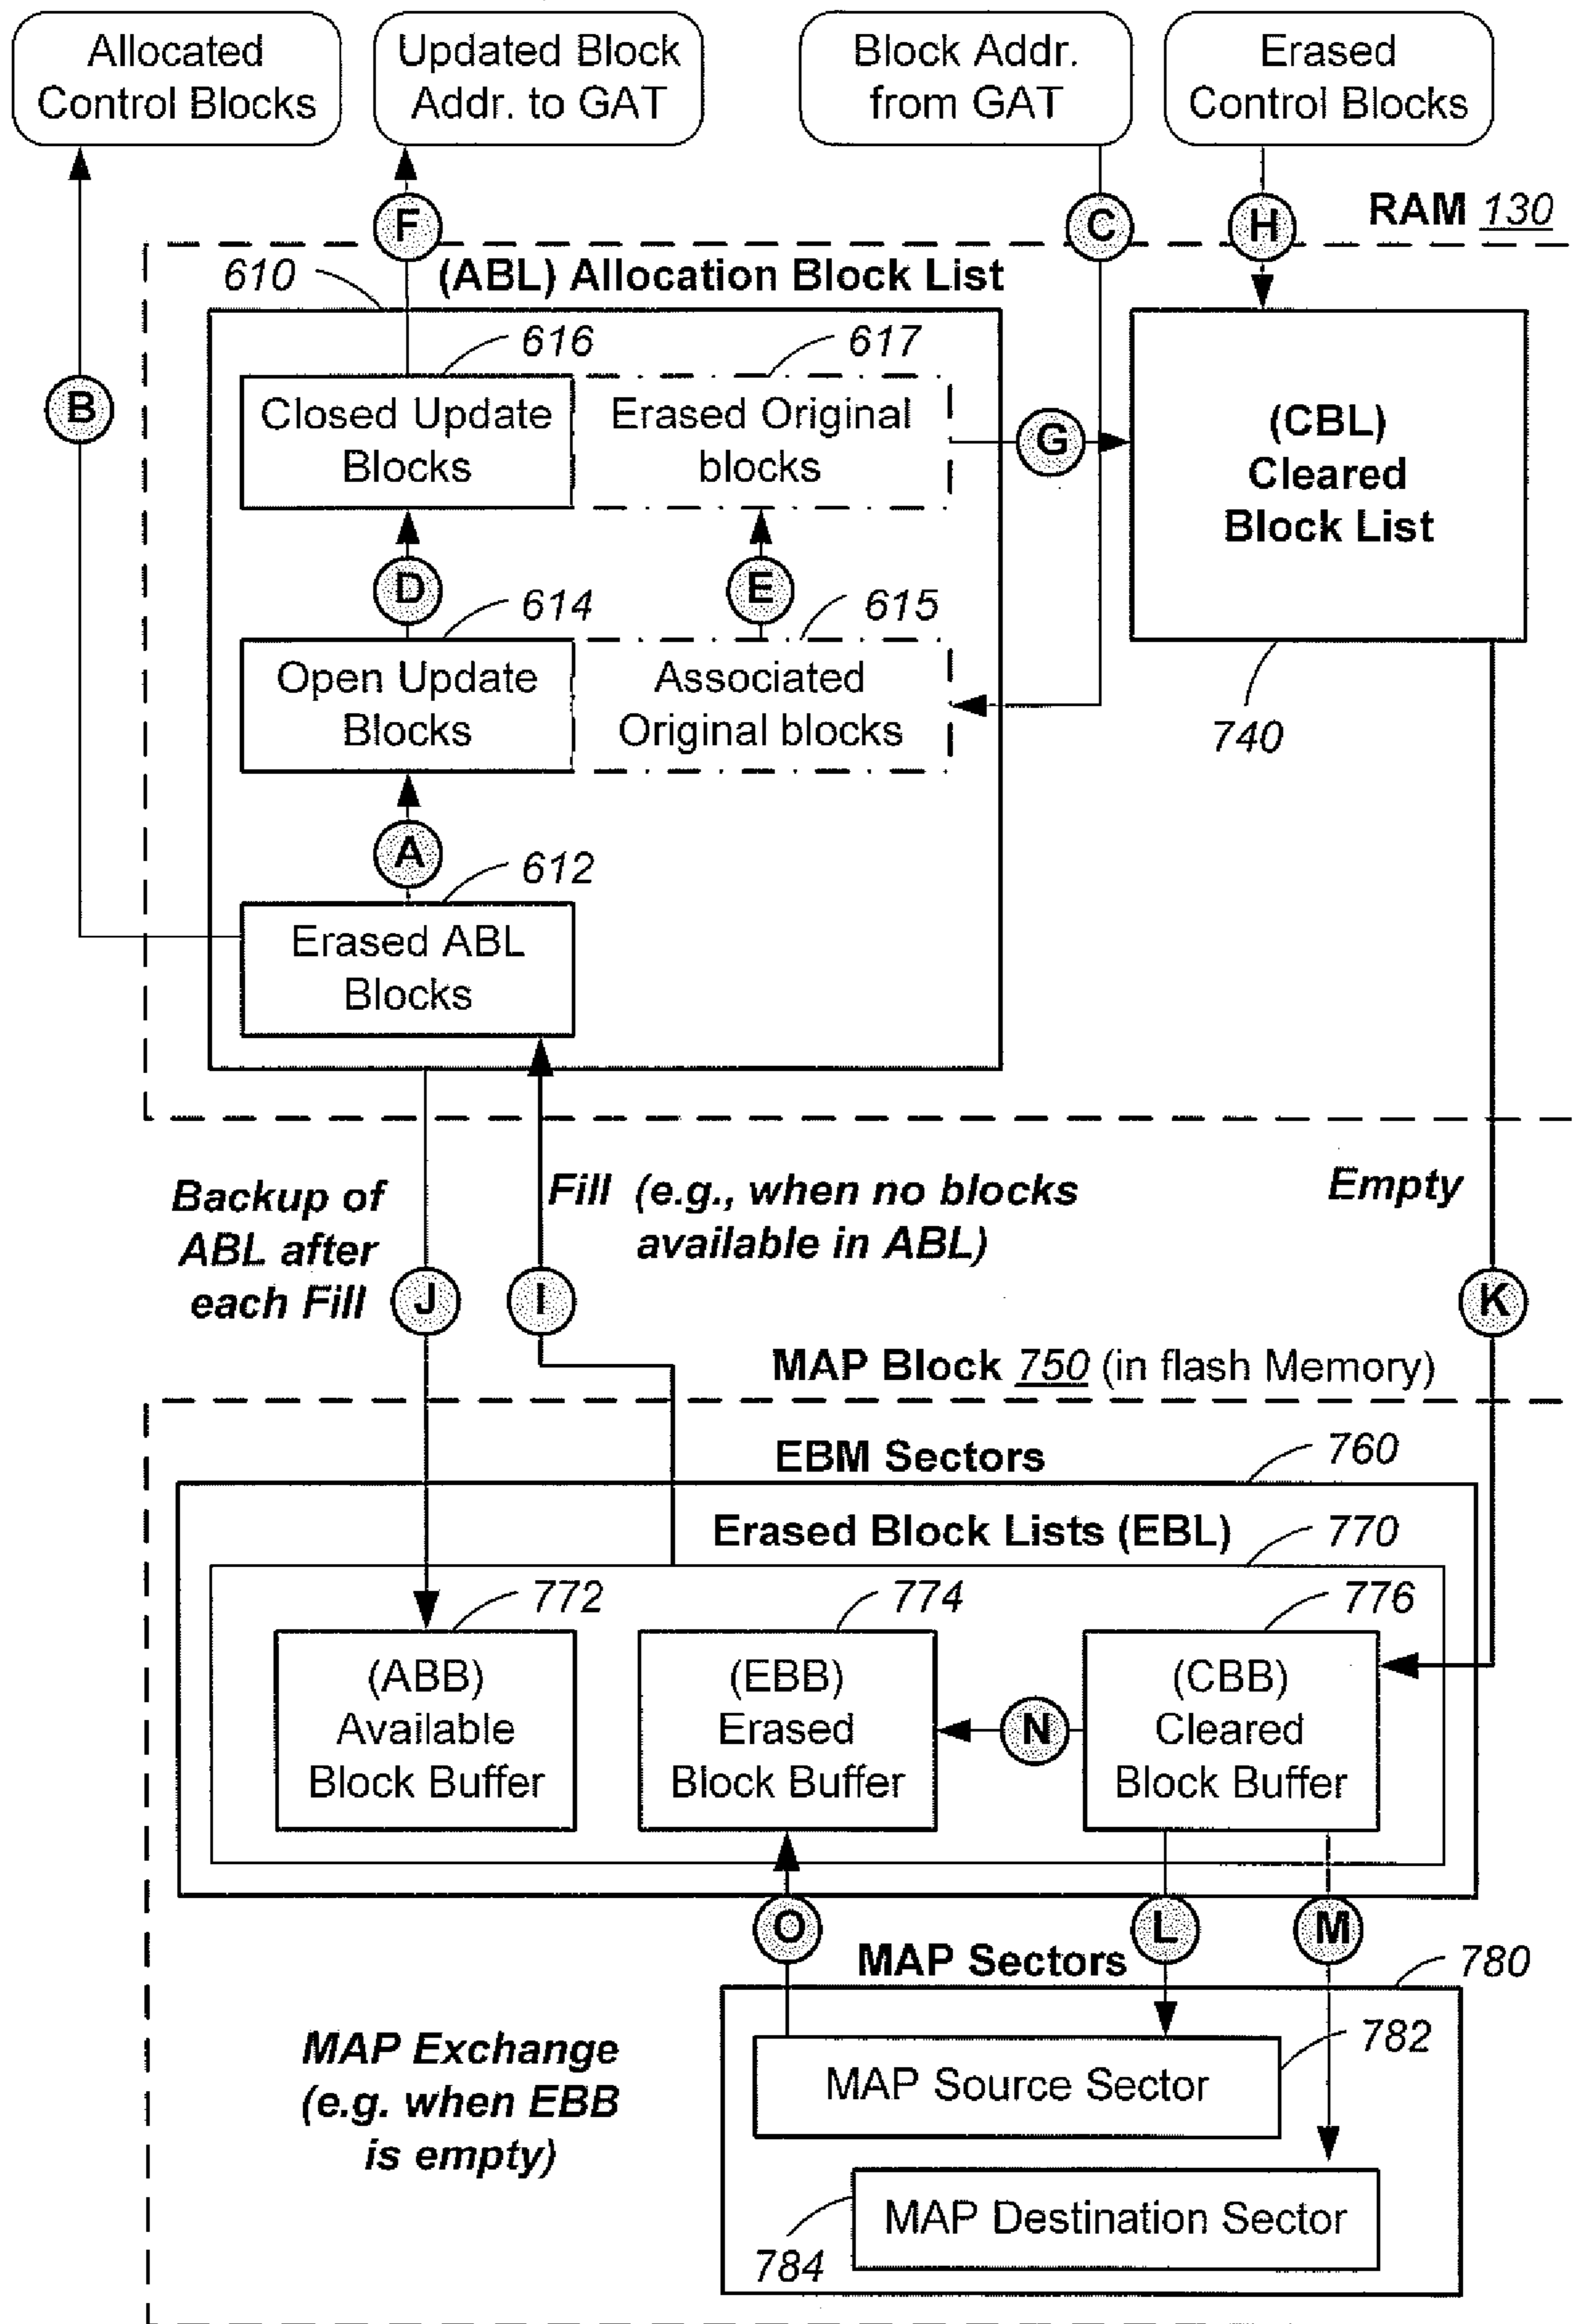 Allocated
Control Blocks
Updated Block
Addr. to GAT
Block Addr.
from GAT
Erased
Control Blocks
F
C
H
RAM 130
610
(ABL) Allocation Block List
616
617
B
Closed Update
Blocks
Erased Original
blocks
G
(CBL)
Cleared
Block List
D
E
614
615
Open Update
Blocks
Associated
Original blocks
740
A
612
Erased ABL
Blocks
Backup of
ABL after
each Fill
J
I
Fill (e.g., when no blocks
available in ABL)
Empty
K
MAP Block 750 (in flash Memory)
EBM Sectors
760
Erased Block Lists (EBL)
770
772
774
776
(ABB)
Available
Block Buffer
(EBB)
Erased
Block Buffer
N
(CBB)
Cleared
Block Buffer
O
L
M
MAP Sectors
780
MAP Exchange
(e.g. when EBB
is empty)
782
MAP Source Sector
MAP Destination Sector
784